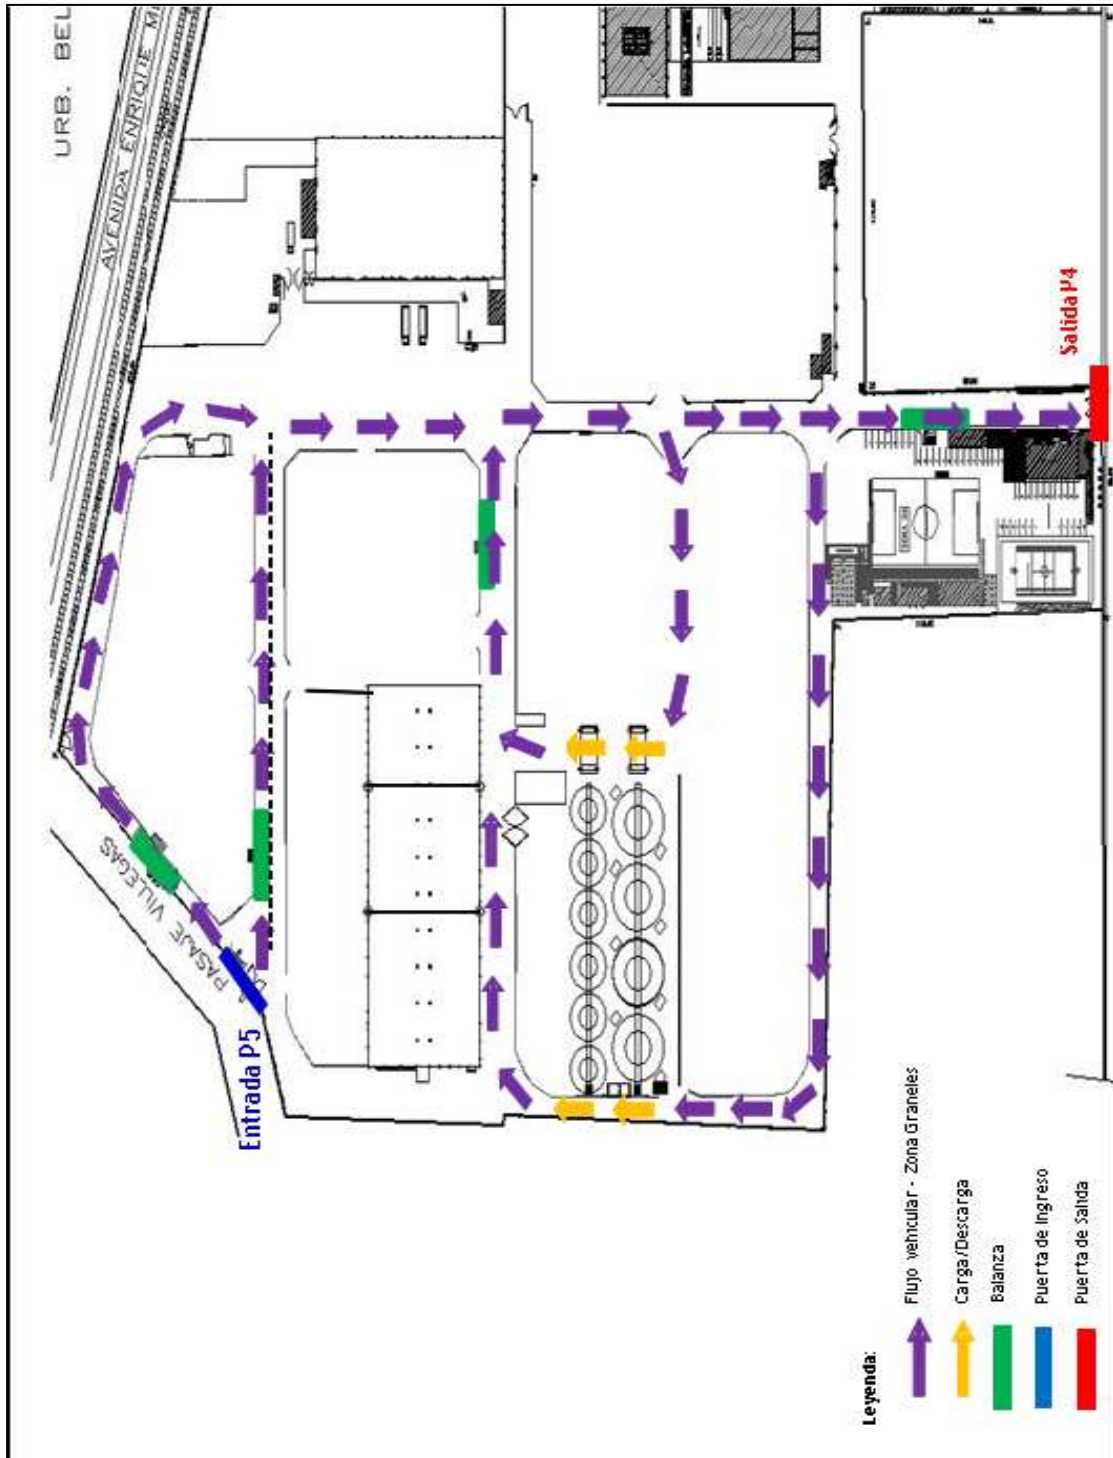 URB. BEL
AVENIDA ENRIQUE M
PASAJE VILLEGAS
Entrada P5
Salida P4
ZONA
Leyenda:
Flujo vehicular - Zona Graneles
Carga/Descarga
Balanza
Puerta de Ingreso
Puerta de Salida